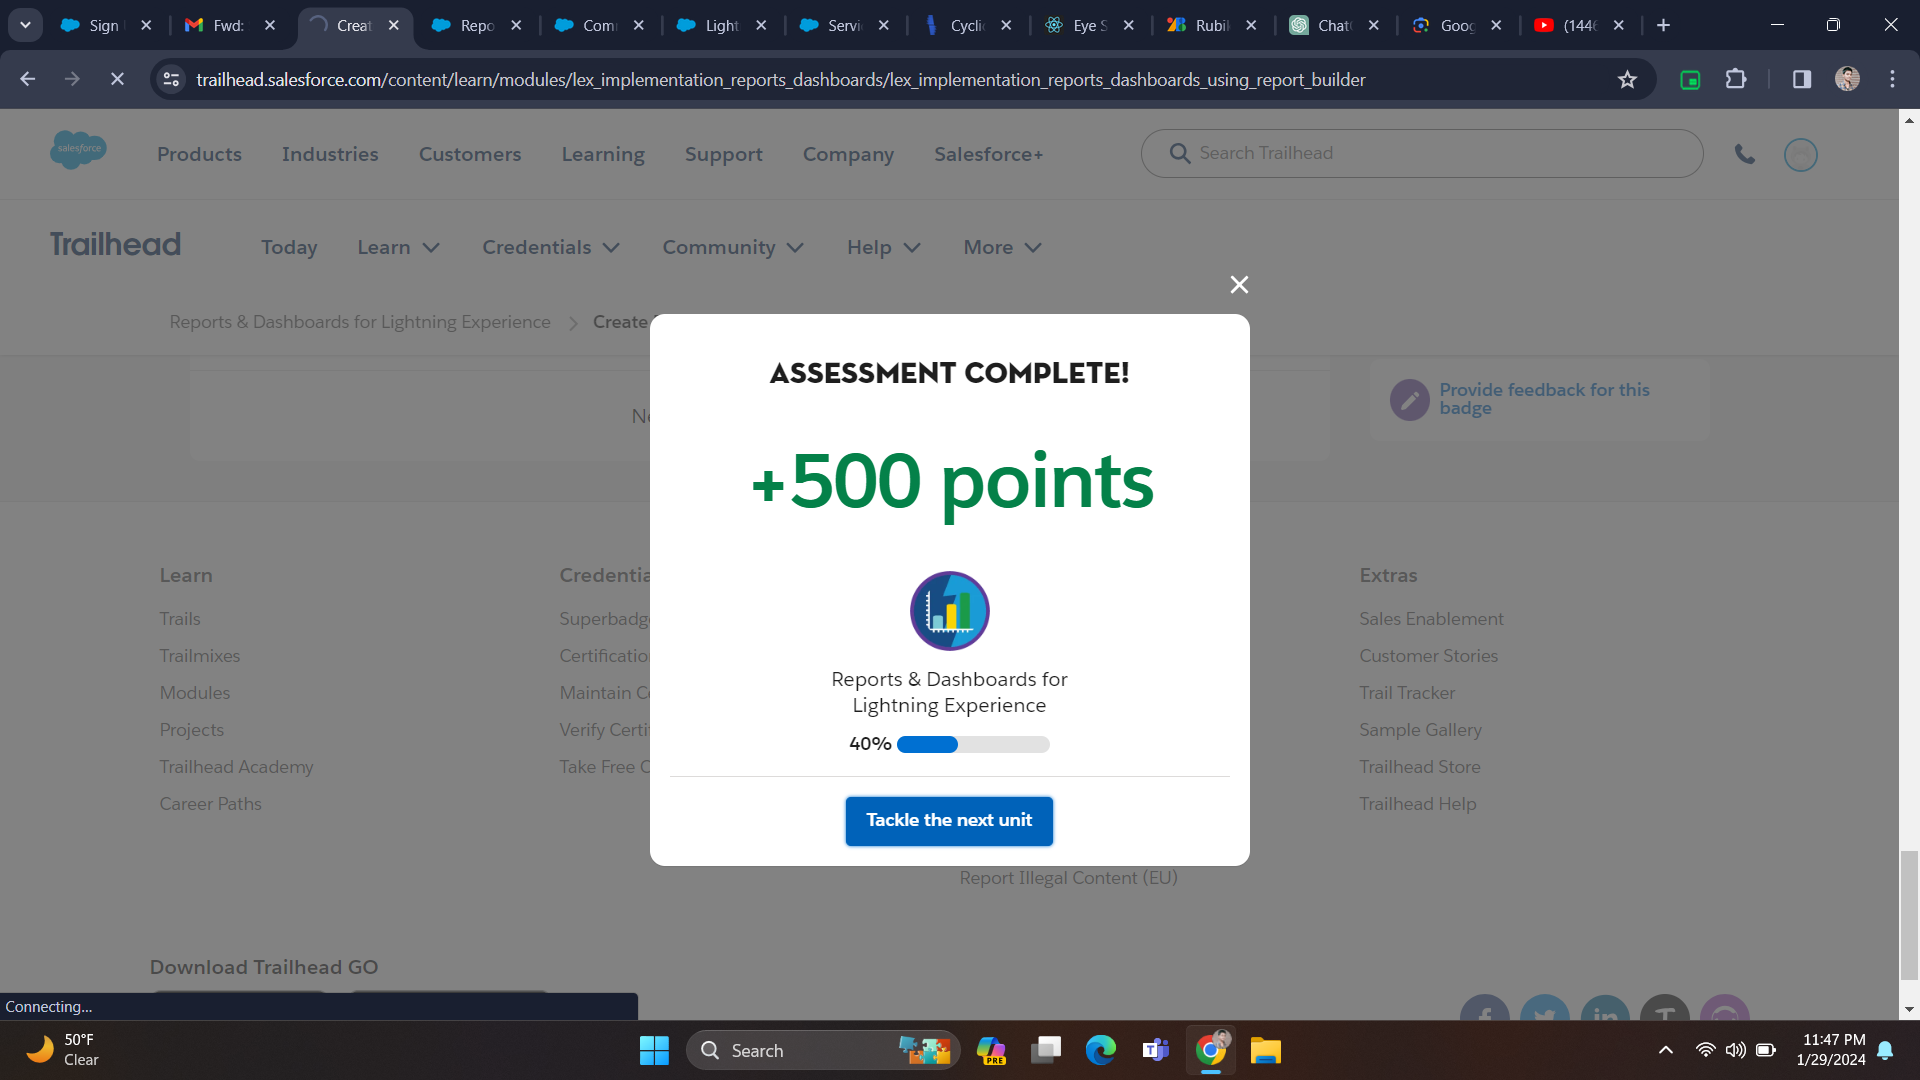 Sign
Fwd:
Creat
Repo
Com
Light
Servi
Cycli
Eye S
Rubi
Chat
Goog
(144
trailhead.salesforce.com/content/learn/modules/lex_implementation_reports_dashboards/lex_implementation_reports_dashboards_using_report_builder
salesforce
Products Industries Customers Learning Support Company Salesforce+
Search Trailhead
Trailhead
Today Learn Credentials Community Help More
Reports & Dashboards for Lightning Experience
Create
ASSESSMENT COMPLETE!
+500 points
Reports & Dashboards for
Lightning Experience
40%
Tackle the next unit
Provide feedback for this
badge
Learn
Trails
Trailmixes
Modules
Projects
Trailhead Academy
Career Paths
Credentia
Superbadg
Certificatio
Maintain C
Verify Certi
Take Free C
Extras
Sales Enablement
Customer Stories
Trail Tracker
Sample Gallery
Trailhead Store
Trailhead Help
Report Illegal Content (EU)
Download Trailhead GO
Connecting...
50°F
Clear
Search
PRE
11:47 PM
1/29/2024